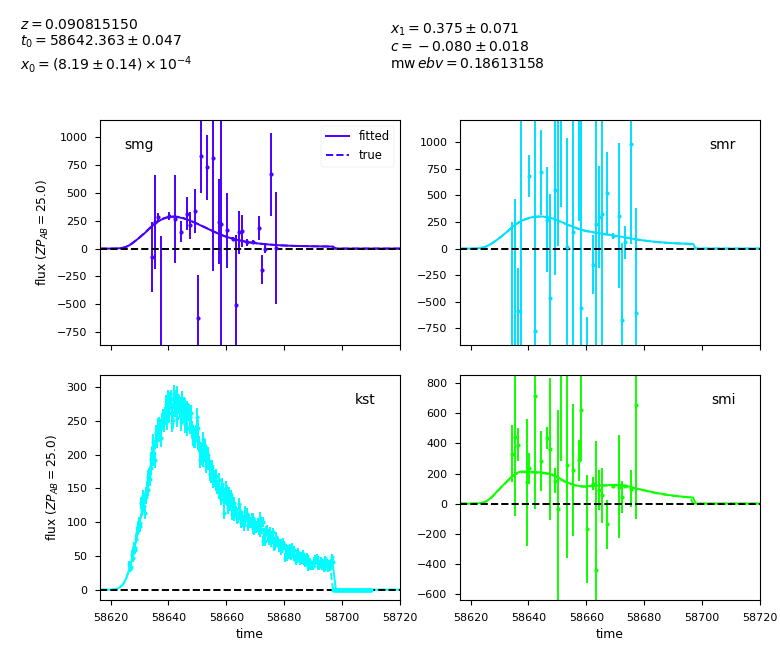 z = 0.090815150
t₀ = 58642.363 ± 0.047
x₀ = (8.19 ± 0.14) × 10⁻⁴
x₁ = 0.375 ± 0.071
c = −0.080 ± 0.018
mw ebv = 0.18613158
smg
fitted
true
1000
750
500
250
0
−250
−500
−750
flux (ZP_AB = 25.0)
smr
1000
750
500
250
0
−250
−500
−750
kst
300
250
200
150
100
50
0
flux (ZP_AB = 25.0)
58620 58640 58660 58680 58700 58720
time
smi
800
600
400
200
0
−200
−400
−600
58620 58640 58660 58680 58700 58720
time